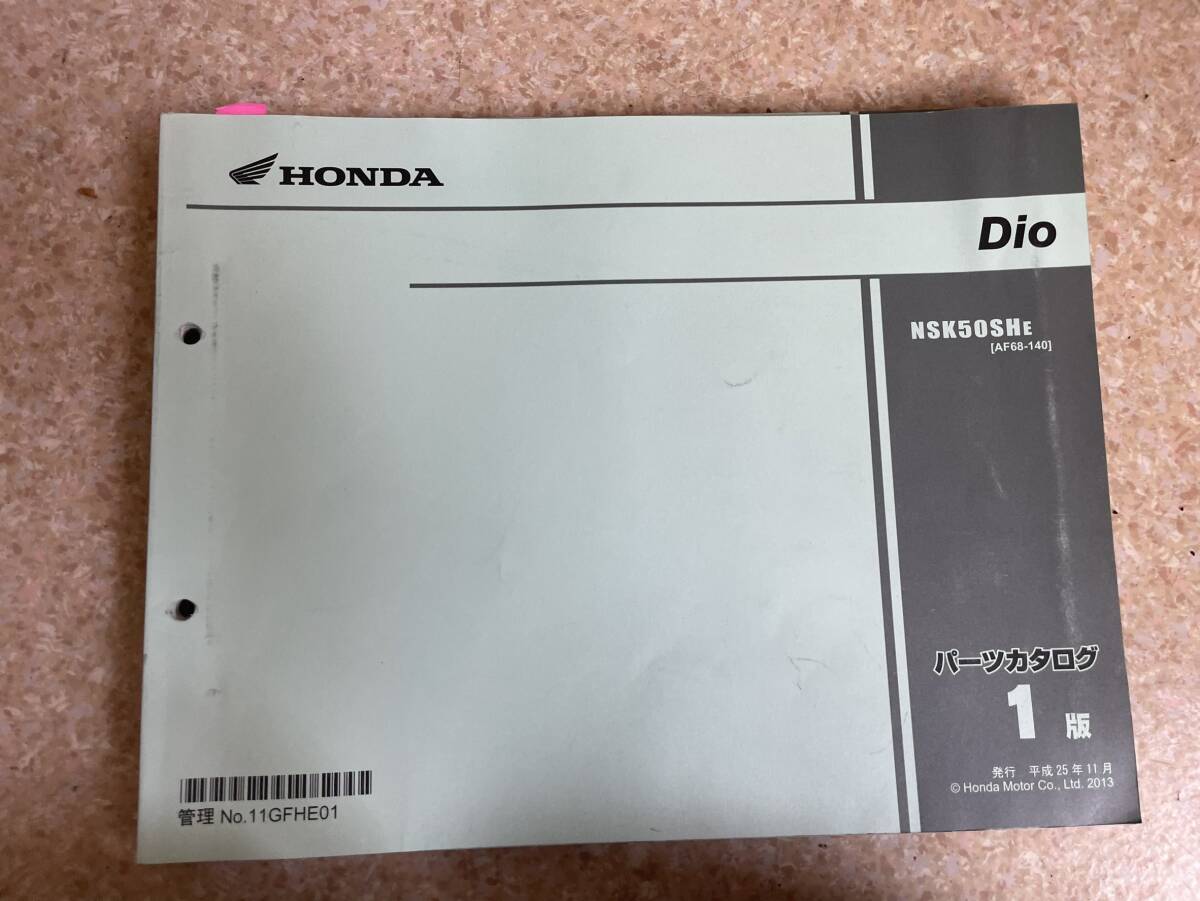 HONDA
Dio
NSK50SHE
[AF68-140]
パーツカタログ
1 版
発行 平成25年11月
© Honda Motor Co., Ltd. 2013
管理 No.11GFHE01